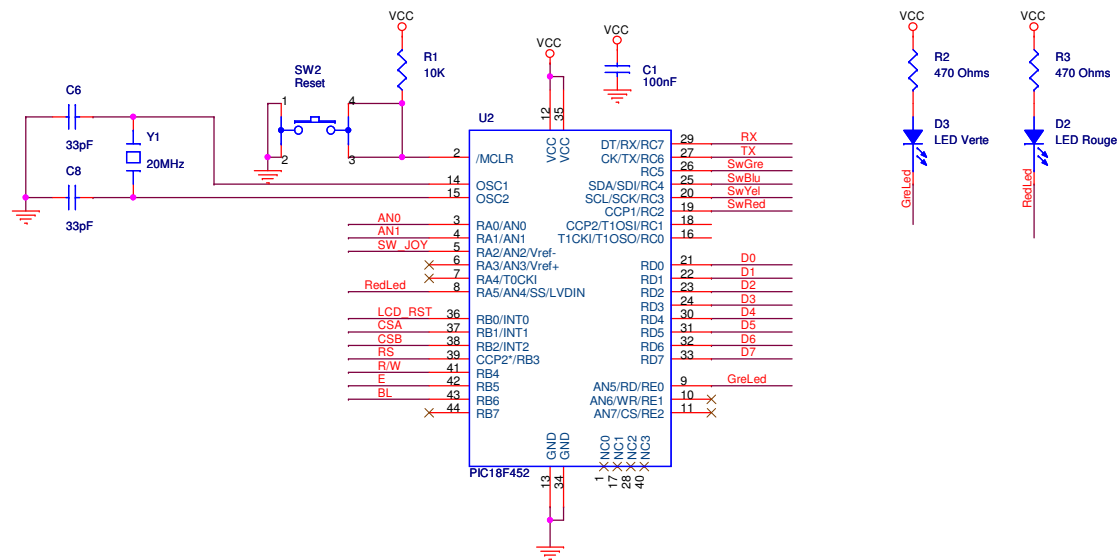 VCC
R1
10K
SW2
Reset
1
4
2
3
C6
33pF
Y1
20MHz
C8
33pF
VCC
VCC
C1
100nF
VCC
R2
470 Ohms
D3
LED Verte
GreLed
VCC
R3
470 Ohms
D2
LED Rouge
RedLed
U2
12
35
VCC
VCC
2 /MCLR
14 OSC1
15 OSC2
AN0 3 RA0/AN0
AN1 4 RA1/AN1
SW_JOY 5 RA2/AN2/Vref-
6 RA3/AN3/Vref+
7 RA4/T0CKI
RedLed 8 RA5/AN4/SS/LVDIN
LCD_RST 36 RB0/INT0
CSA 37 RB1/INT1
CSB 38 RB2/INT2
RS 39 CCP2*/RB3
R/W 41 RB4
E 42 RB5
BL 43 RB6
44 RB7
DT/RX/RC7 29 RX
CK/TX/RC6 27 TX
RC5 26 SwGre
SDA/SDI/RC4 25 SwBlu
SCL/SCK/RC3 20 SwYel
CCP1/RC2 19 SwRed
CCP2/T1OSI/RC1 18
T1CKI/T1OSO/RC0 16
RD0 21 D0
RD1 22 D1
RD2 23 D2
RD3 24 D3
RD4 30 D4
RD5 31 D5
RD6 32 D6
RD7 33 D7
AN5/RD/RE0 9 GreLed
AN6/WR/RE1 10
AN7/CS/RE2 11
GND
GND
NC0
NC1
NC2
NC3
13
34
1
17
28
40
PIC18F452